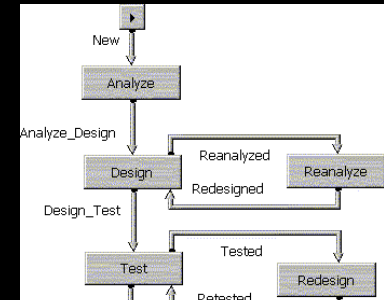 New
Analyze
Analyze_Design
Reanalyzed
Design
Reanalyze
Redesigned
Design_Test
Tested
Test
Redesign
Retested